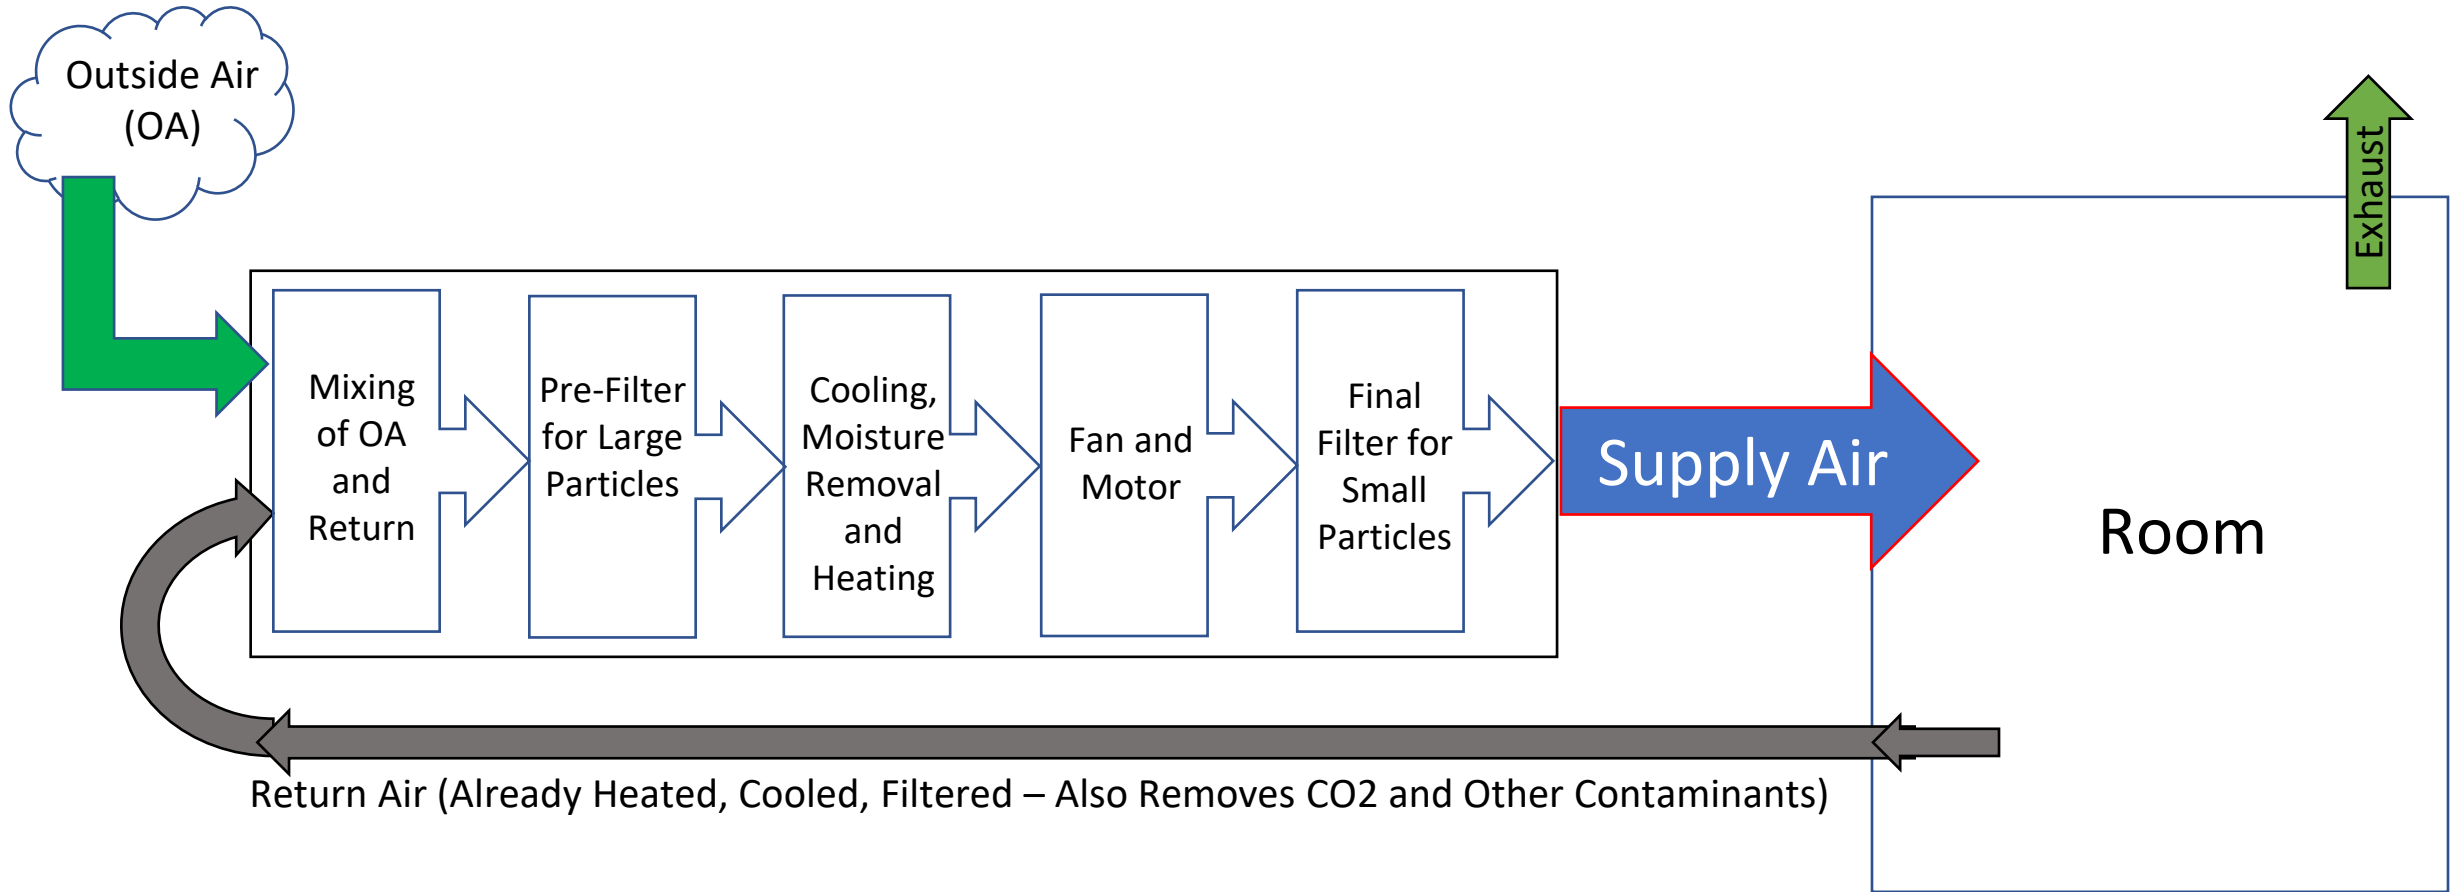 Outside Air
(OA)
Exhaust
Mixing
of OA
and
Return
Pre-Filter
for Large
Particles
Cooling,
Moisture
Removal
and
Heating
Fan and
Motor
Final
Filter for
Small
Particles
Supply Air
Room
Return Air (Already Heated, Cooled, Filtered – Also Removes CO2 and Other Contaminants)